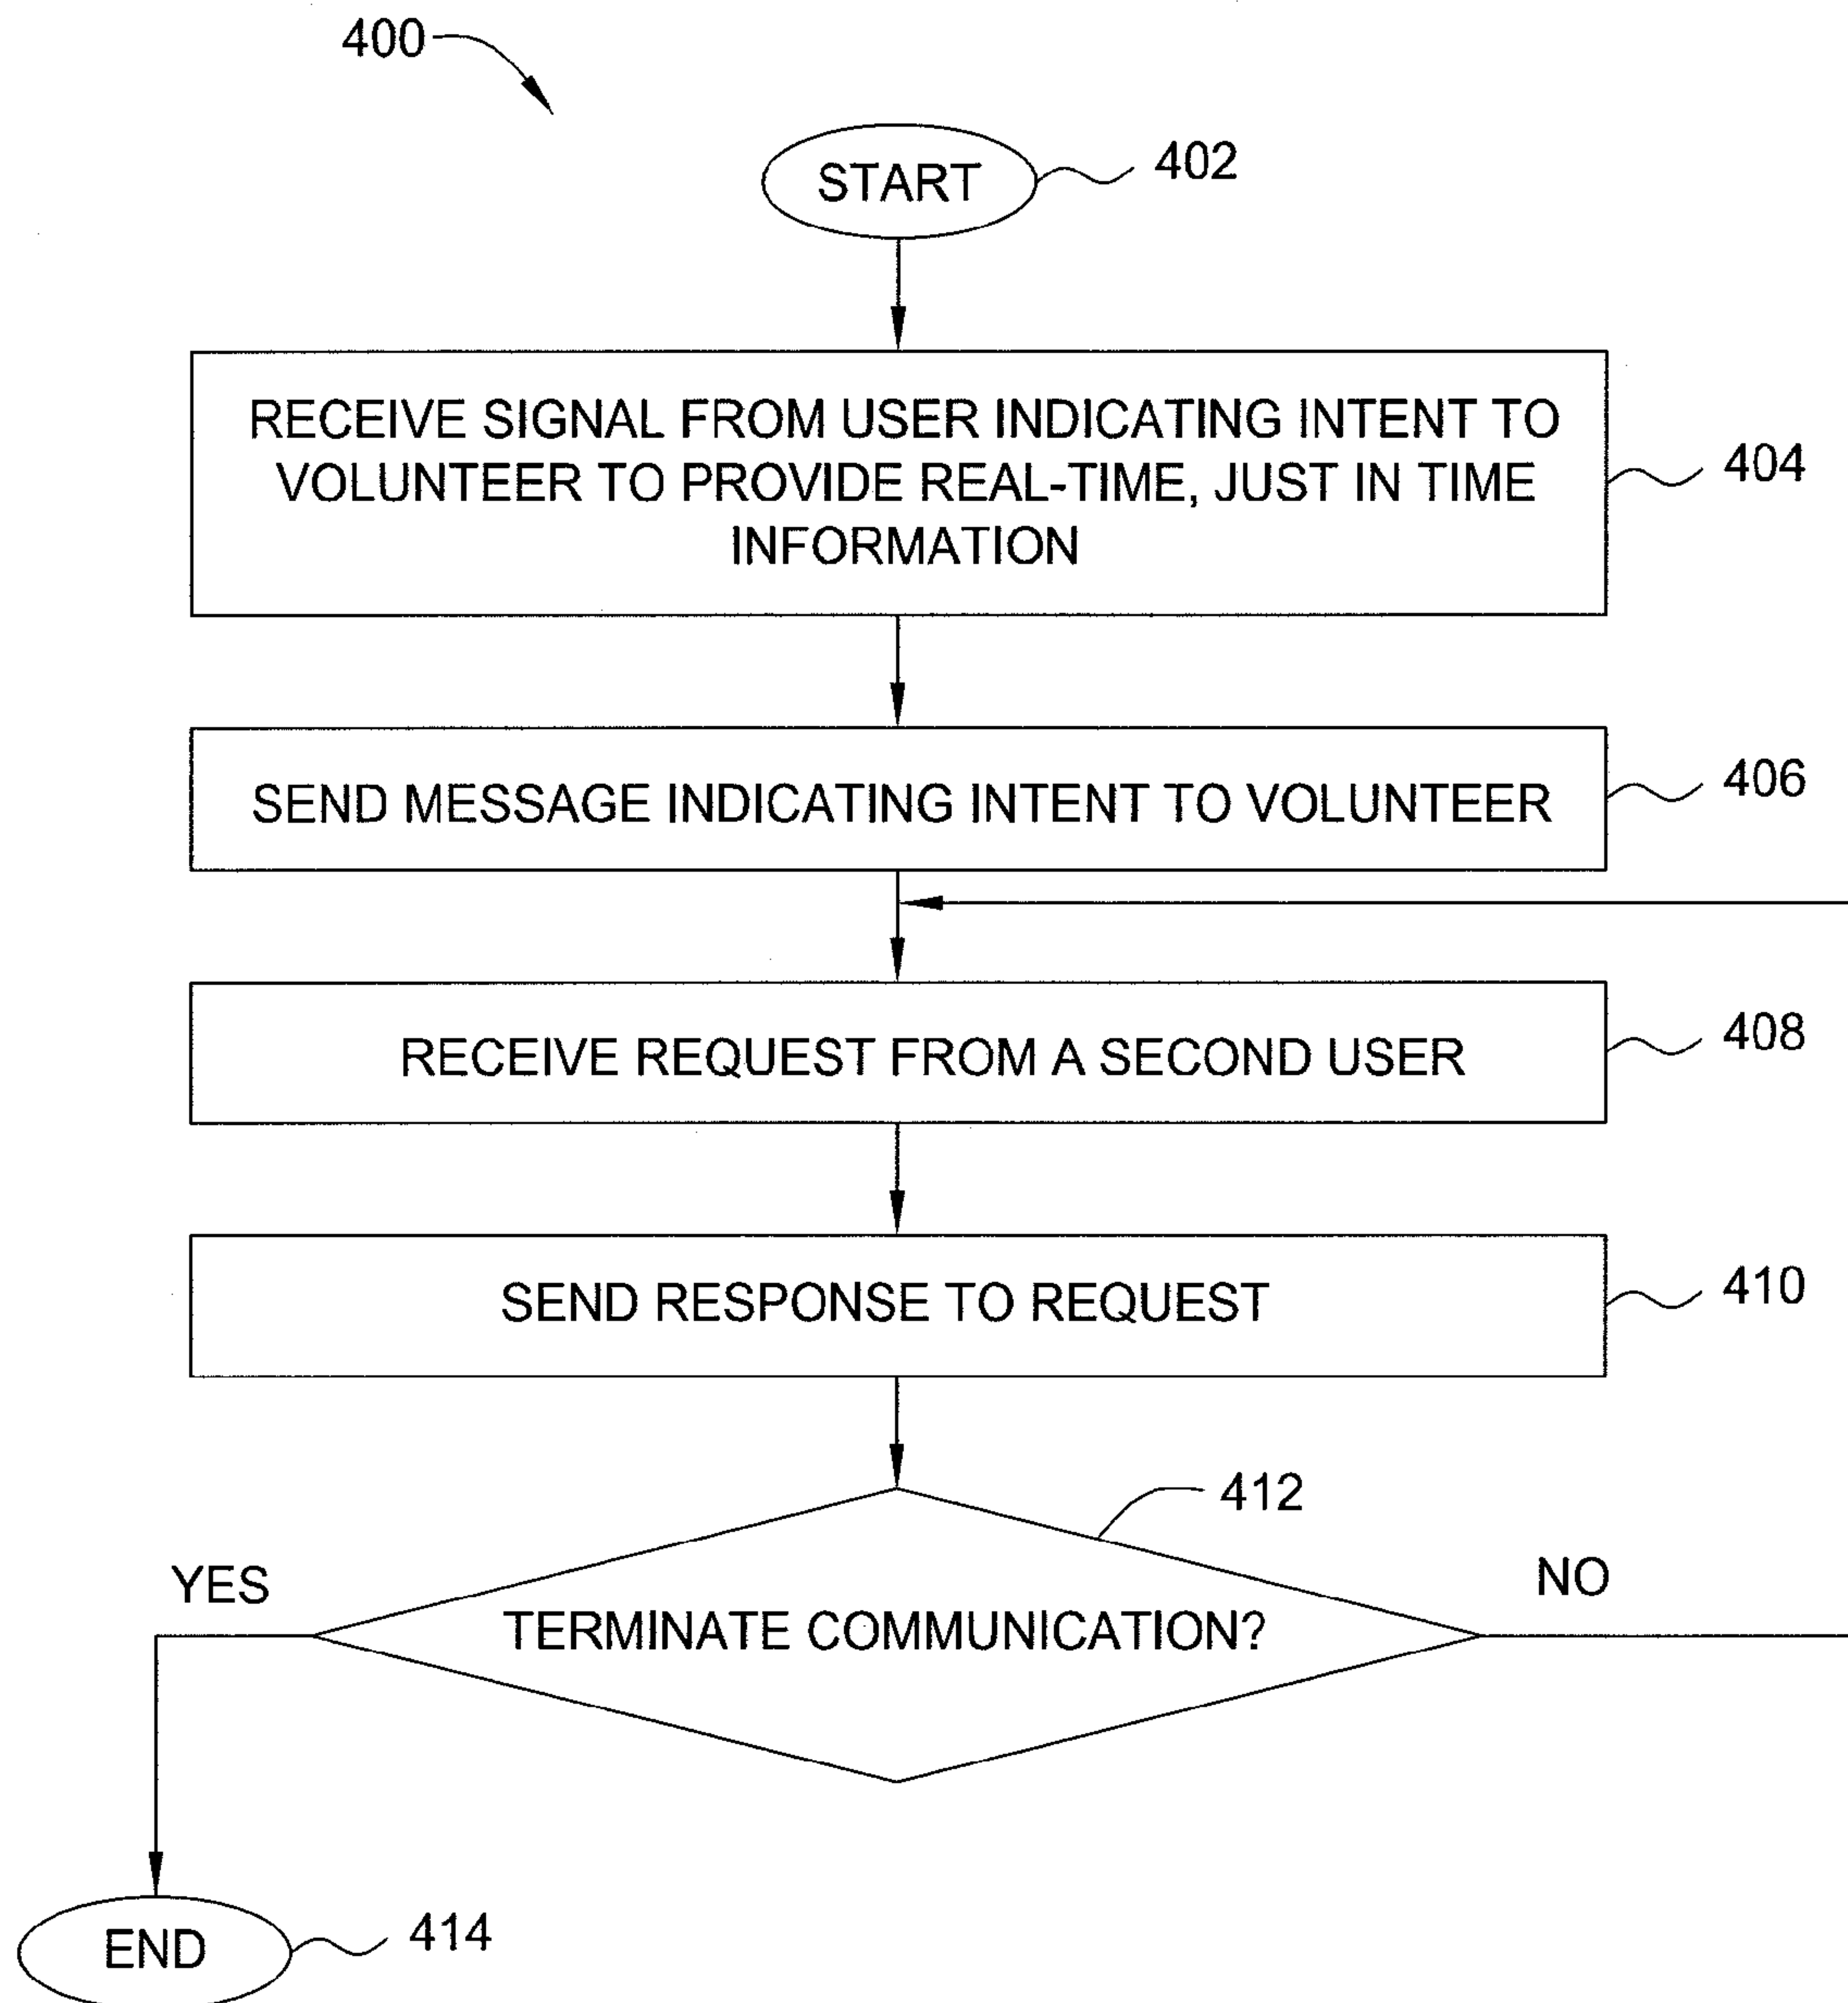 400
START
402
RECEIVE SIGNAL FROM USER INDICATING INTENT TO
VOLUNTEER TO PROVIDE REAL-TIME, JUST IN TIME
INFORMATION
404
SEND MESSAGE INDICATING INTENT TO VOLUNTEER
406
RECEIVE REQUEST FROM A SECOND USER
408
SEND RESPONSE TO REQUEST
410
412
YES
NO
TERMINATE COMMUNICATION?
END
414